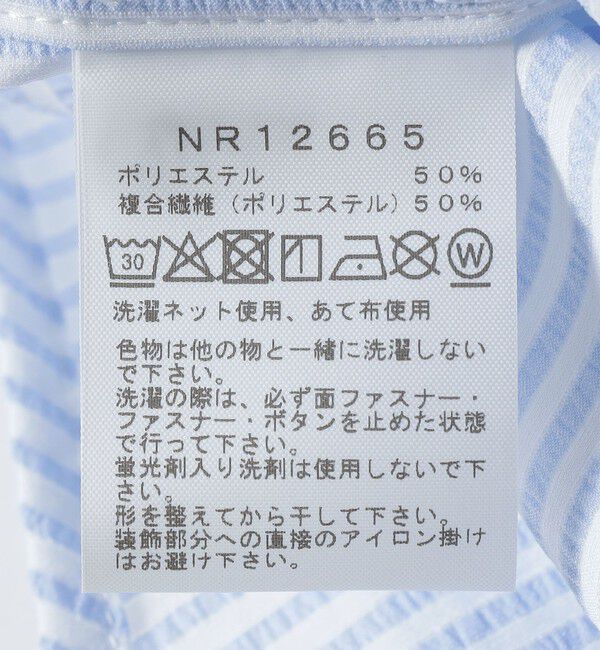 NR12665
ポリエステル 50%
複合繊維(ポリエステル)50%
30 W
洗濯ネット使用、あて布使用
色物は他の物と一緒に洗濯しない
で下さい。
洗濯の際は、必ず面ファスナー・
ファスナー・ボタンを止めた状態
で行って下さい。
蛍光剤入り洗剤は使用しないで下
さい。
形を整えてから干して下さい。
装飾部分への直接のアイロン掛け
はお避け下さい。